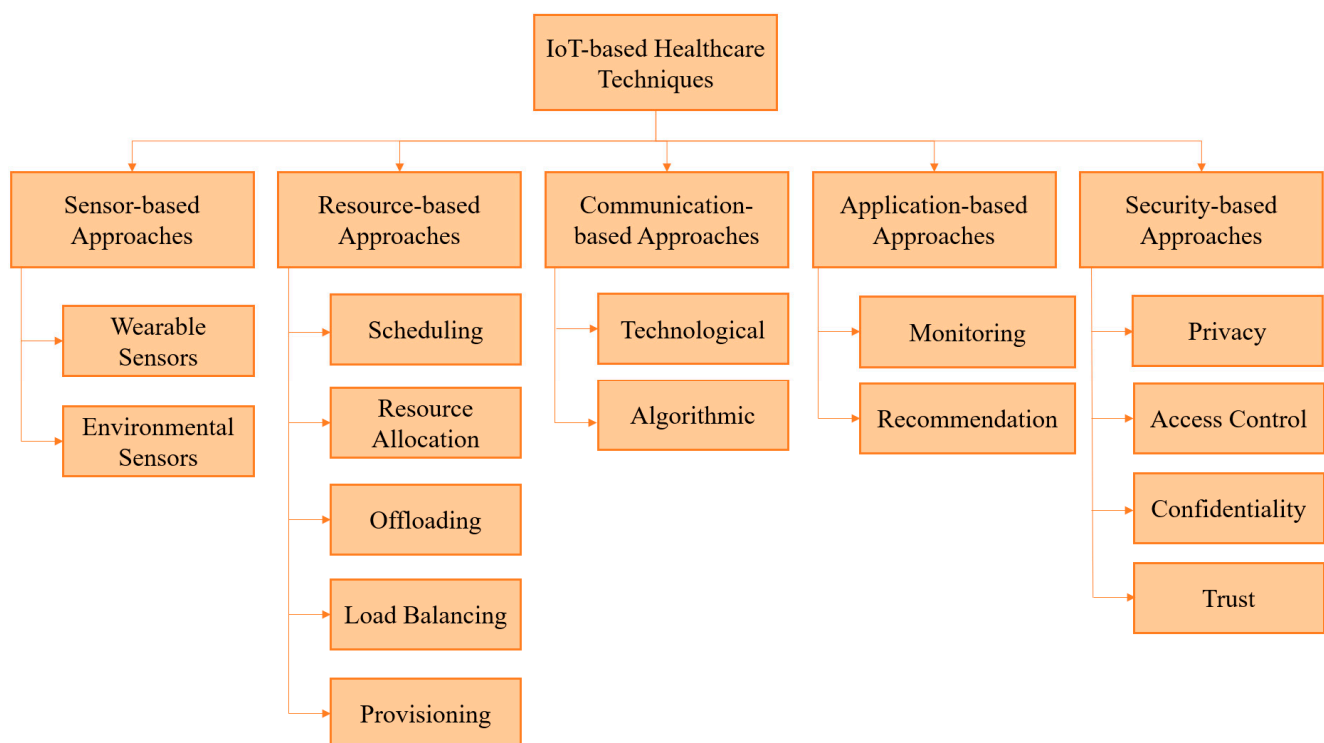 IoT-based Healthcare
Techniques
Sensor-based
Approaches
Wearable
Sensors
Environmental
Sensors
Resource-based
Approaches
Scheduling
Resource
Allocation
Offloading
Load Balancing
Provisioning
Communication-
based Approaches
Technological
Algorithmic
Application-based
Approaches
Monitoring
Recommendation
Security-based
Approaches
Privacy
Access Control
Confidentiality
Trust